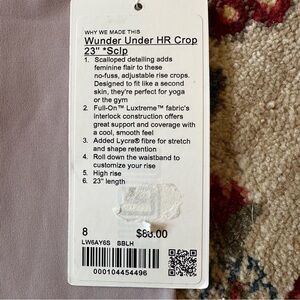 WHY WE MADE THIS
Wunder Under HR Crop
23" *Sclp
1. Scalloped detailing adds
feminine flair to these
no-fuss, adjustable rise crops.
Designed to fit like a second
skin, they're perfect for yoga
or the gym
2. Full-On™ Luxtreme™ fabric's
interlock construction offers
great support and coverage with
a cool, smooth feel
3. Added Lycra® fibre for stretch
and shape retention
4. Roll down the waistband to
customize your rise
5. High rise
6. 23" length
8 $88.00
LW6AY6S BBLH
000104454496